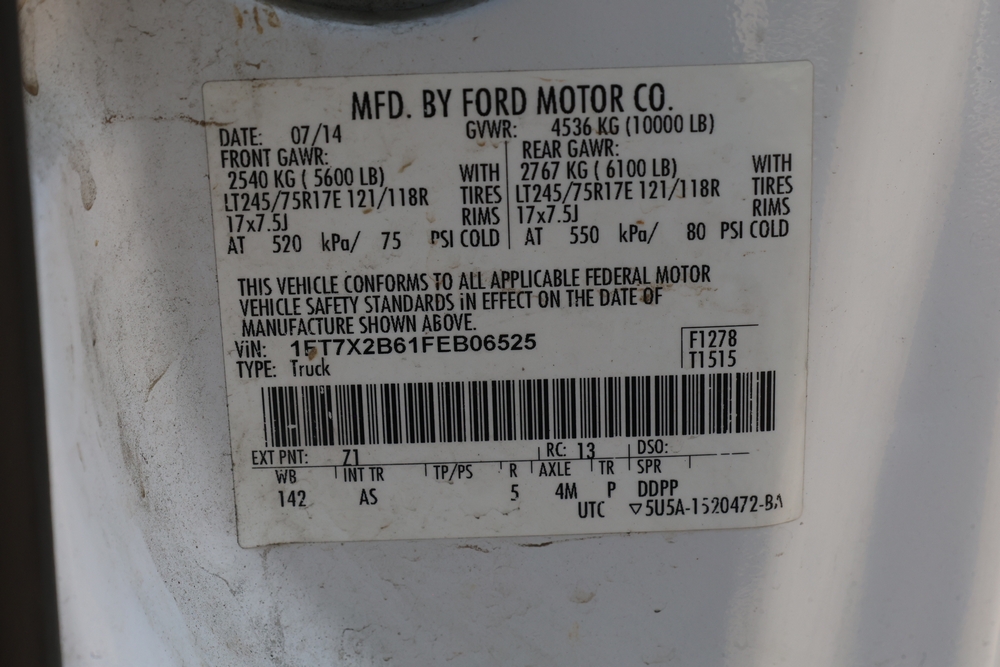 MFD. BY FORD MOTOR CO.
DATE: 07/14 GVWR: 4536 KG (10000 LB)
FRONT GAWR: REAR GAWR:
2540 KG ( 5600 LB) WITH 2767 KG ( 6100 LB) WITH
LT245/75R17E 121/118R TIRES LT245/75R17E 121/118R TIRES
17x7.5J RIMS 17x7.5J RIMS
AT 520 kPa/ 75 PSI COLD AT 550 kPa/ 80 PSI COLD
THIS VEHICLE CONFORMS TO ALL APPLICABLE FEDERAL MOTOR
VEHICLE SAFETY STANDARDS IN EFFECT ON THE DATE OF
MANUFACTURE SHOWN ABOVE.
VIN: 1FT7X2B61FEB06525 F1278
TYPE: Truck T1515
EXT PNT: Z1 RC: 13 DSO:
WB INT TR TP/PS R AXLE TR SPR
142 AS 5 4M P DDPP
UTC ▽5U5A-1520472-BA